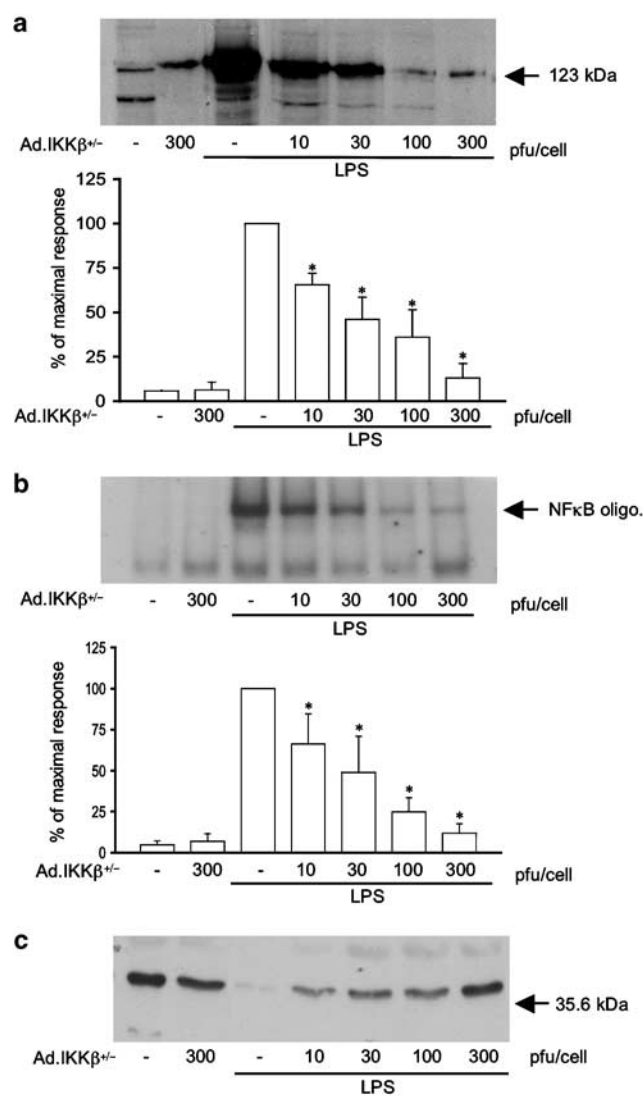 a
123 kDa
Ad.IKKβ+/– - 300 - 10 30 100 300 pfu/cell
LPS
% of maximal response
125
100
75
50
25
0
* * * *
Ad.IKKβ+/– - 300 - 10 30 100 300 pfu/cell
LPS
b
NFκB oligo.
Ad.IKKβ+/– - 300 - 10 30 100 300 pfu/cell
LPS
% of maximal response
125
100
75
50
25
0
* * * *
Ad.IKKβ+/– - 300 - 10 30 100 300 pfu/cell
LPS
c
35.6 kDa
Ad.IKKβ+/– - 300 - 10 30 100 300 pfu/cell
LPS